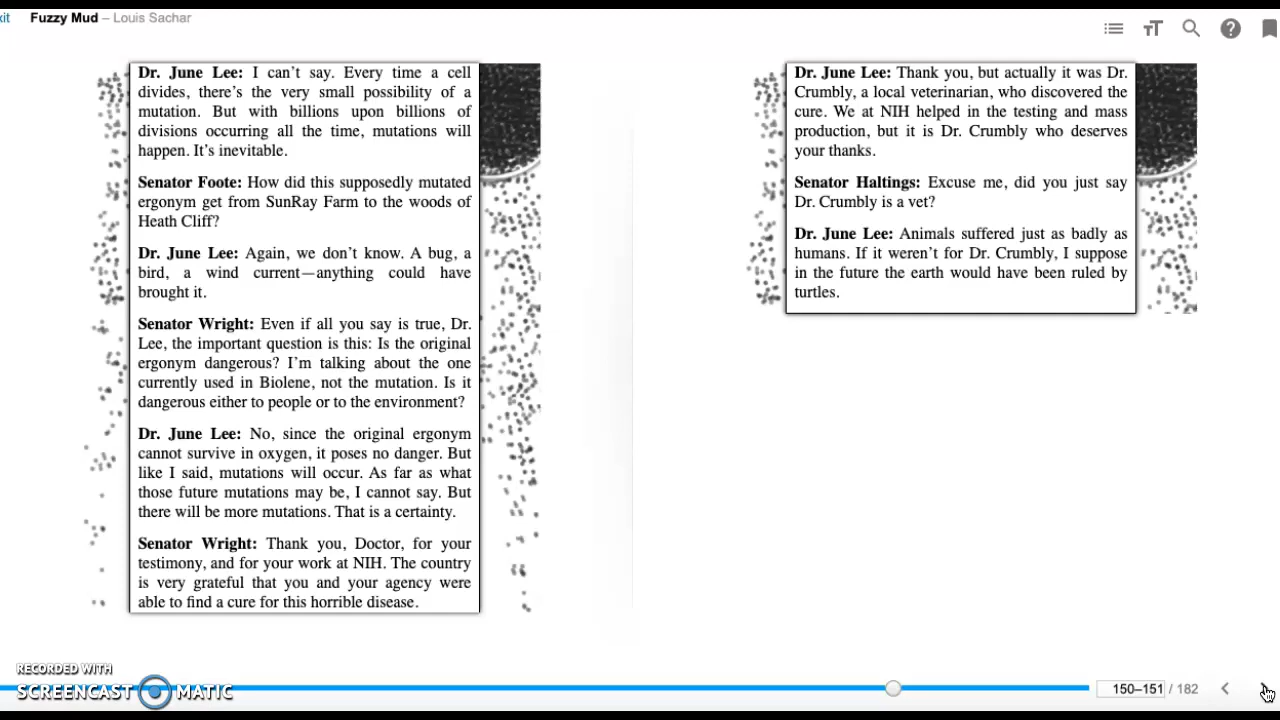 xit Fuzzy Mud – Louis Sachar
Dr. June Lee: I can’t say. Every time a cell
divides, there’s the very small possibility of a
mutation. But with billions upon billions of
divisions occurring all the time, mutations will
happen. It’s inevitable.
Senator Foote: How did this supposedly mutated
ergonym get from SunRay Farm to the woods of
Heath Cliff?
Dr. June Lee: Again, we don’t know. A bug, a
bird, a wind current—anything could have
brought it.
Senator Wright: Even if all you say is true, Dr.
Lee, the important question is this: Is the original
ergonym dangerous? I’m talking about the one
currently used in Biolene, not the mutation. Is it
dangerous either to people or to the environment?
Dr. June Lee: No, since the original ergonym
cannot survive in oxygen, it poses no danger. But
like I said, mutations will occur. As far as what
those future mutations may be, I cannot say. But
there will be more mutations. That is a certainty.
Senator Wright: Thank you, Doctor, for your
testimony, and for your work at NIH. The country
is very grateful that you and your agency were
able to find a cure for this horrible disease.
Dr. June Lee: Thank you, but actually it was Dr.
Crumbly, a local veterinarian, who discovered the
cure. We at NIH helped in the testing and mass
production, but it is Dr. Crumbly who deserves
your thanks.
Senator Haltings: Excuse me, did you just say
Dr. Crumbly is a vet?
Dr. June Lee: Animals suffered just as badly as
humans. If it weren’t for Dr. Crumbly, I suppose
in the future the earth would have been ruled by
turtles.
RECORDED WITH
SCREENCAST MATIC
150–151 / 182